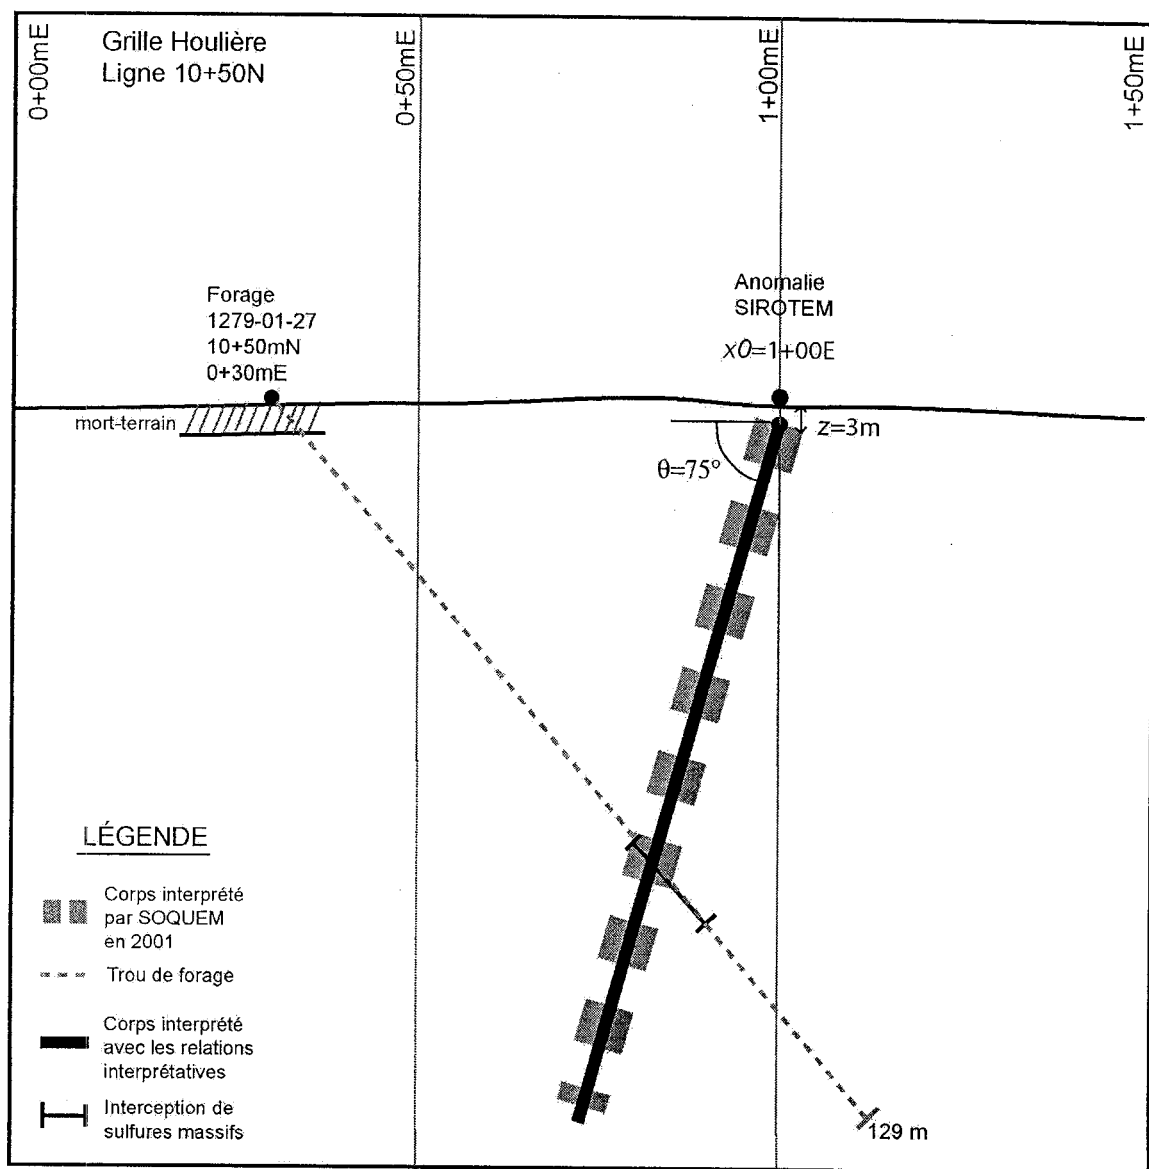 Grille Houlière
Ligne 10+50N
0+00mE
0+50mE
1+00mE
1+50mE
Forage
1279-01-27
10+50mN
0+30mE
Anomalie
SIROTEM
x0=1+00E
mort-terrain
z=3m
θ=75°
LÉGENDE
Corps interprété
par SOQUEM
en 2001
Trou de forage
Corps interprété
avec les relations
interprétatives
Interception de
sulfures massifs
129 m